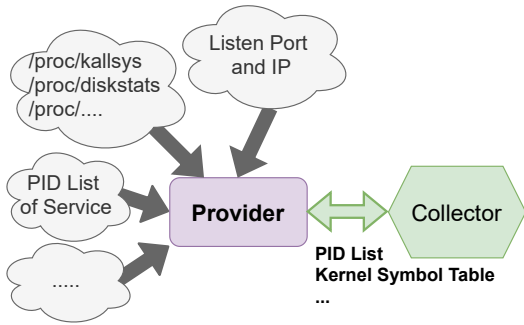 /proc/kallsys
/proc/diskstats
/proc/....
Listen Port
and IP
PID List
of Service
Provider
Collector
PID List
Kernel Symbol Table
...
.....